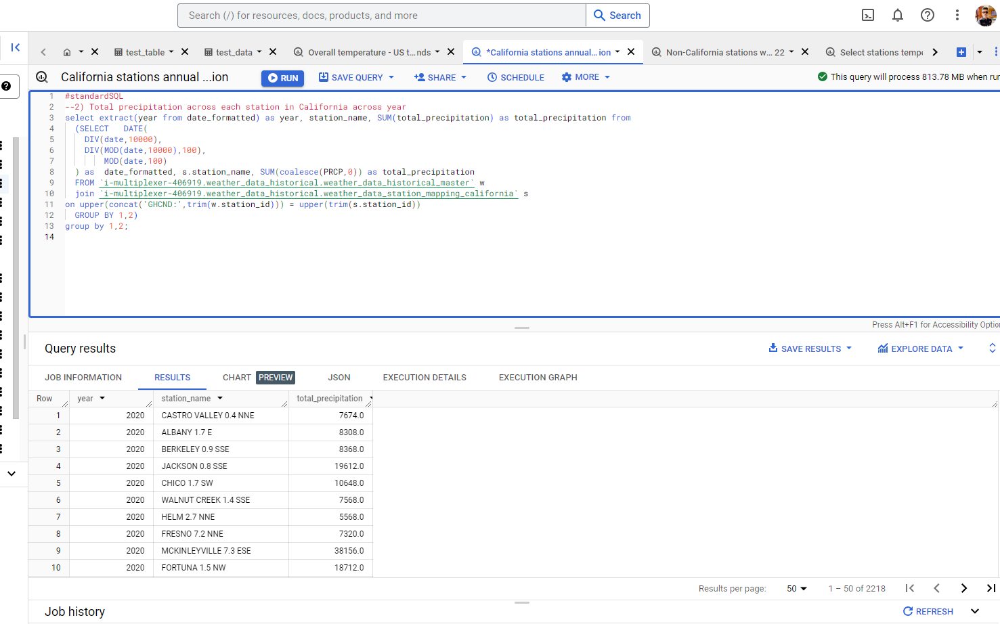 Search (/) for resources, docs, products, and more
Search
test_table
test_data
Overall temperature - US t...nds
*California stations annual... ion
Non-California stations w... 22
Select stations tempe
California stations annual ...ion
RUN
SAVE QUERY
SHARE
SCHEDULE
MORE
This query will process 813.78 MB when run
1 #standardSQL
2 --2) Total precipitation across each station in California across year
3 select extract(year from date_formatted) as year, station_name, SUM(total_precipitation) as total_precipitation from
4 (SELECT DATE(
5 DIV(date,10000),
6 DIV(MOD(date,10000),100),
7 MOD(date,100)
8 ) as date_formatted, s.station_name, SUM(coalesce(PRCP,0)) as total_precipitation
9 FROM `i-multiplexer-406919.weather_data_historical.weather_data_historical_master` w
10 join `i-multiplexer-406919.weather_data_historical.weather_data_station_mapping_california` s
11 on upper(concat('GHCND:',trim(w.station_id))) = upper(trim(s.station_id))
12 GROUP BY 1,2)
13 group by 1,2;
14
Press Alt+F1 for Accessibility Option
Query results
SAVE RESULTS
EXPLORE DATA
JOB INFORMATION
RESULTS
CHART PREVIEW
JSON
EXECUTION DETAILS
EXECUTION GRAPH
Row year station_name total_precipitation
1 2020 CASTRO VALLEY 0.4 NNE 7674.0
2 2020 ALBANY 1.7 E 8308.0
3 2020 BERKELEY 0.9 SSE 8368.0
4 2020 JACKSON 0.8 SSE 19612.0
5 2020 CHICO 1.7 SW 10648.0
6 2020 WALNUT CREEK 1.4 SSE 7568.0
7 2020 HELM 2.7 NNE 5568.0
8 2020 FRESNO 7.2 NNE 7320.0
9 2020 MCKINLEYVILLE 7.3 ESE 38156.0
10 2020 FORTUNA 1.5 NW 18712.0
Results per page: 50 1 – 50 of 2218
Job history
REFRESH